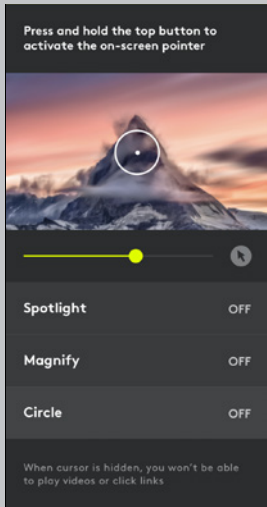 Press and hold the top button to
activate the on-screen pointer
Spotlight OFF
Magnify OFF
Circle OFF
When cursor is hidden, you won't be able
to play videos or click links